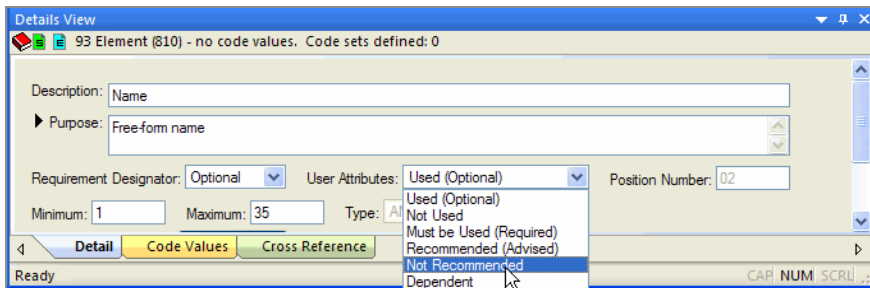 Details View
93 Element (810) - no code values. Code sets defined: 0
Description: Name
Purpose: Free-form name
Requirement Designator: Optional User Attributes: Used (Optional) Position Number: 02
Used (Optional)
Not Used
Minimum: 1 Maximum: 35 Type: AN
Must be Used (Required)
Recommended (Advised)
Detail Code Values Cross Reference
Not Recommended
Ready CAP NUM SCRL
Dependent